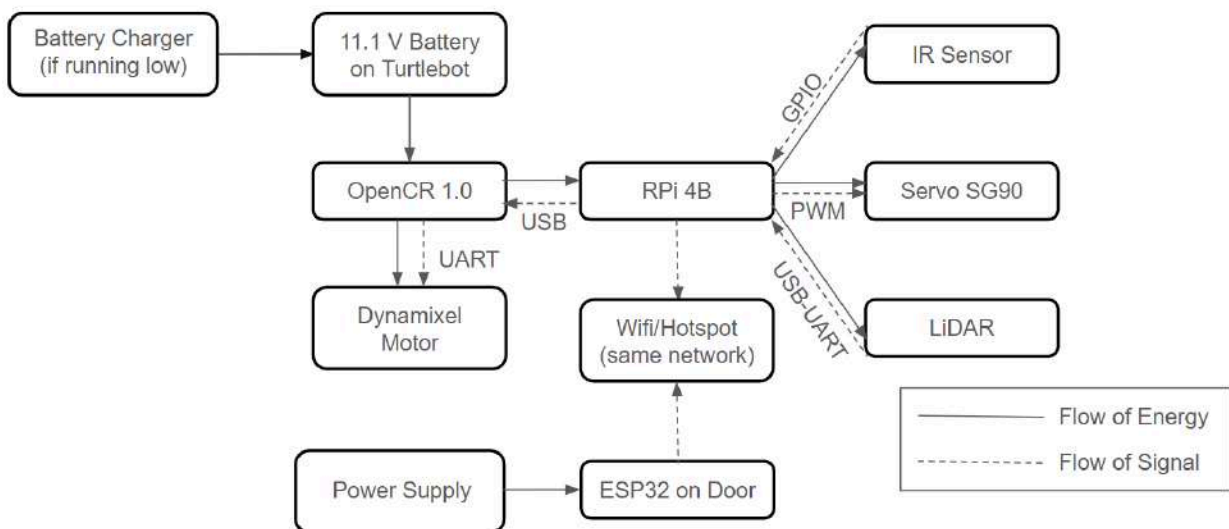 Battery Charger
(if running low)
11.1 V Battery
on Turtlebot
IR Sensor
GPIO
OpenCR 1.0
RPi 4B
Servo SG90
USB
PWM
UART
USB-UART
Dynamixel
Motor
Wifi/Hotspot
(same network)
LiDAR
Flow of Energy
Flow of Signal
Power Supply
ESP32 on Door